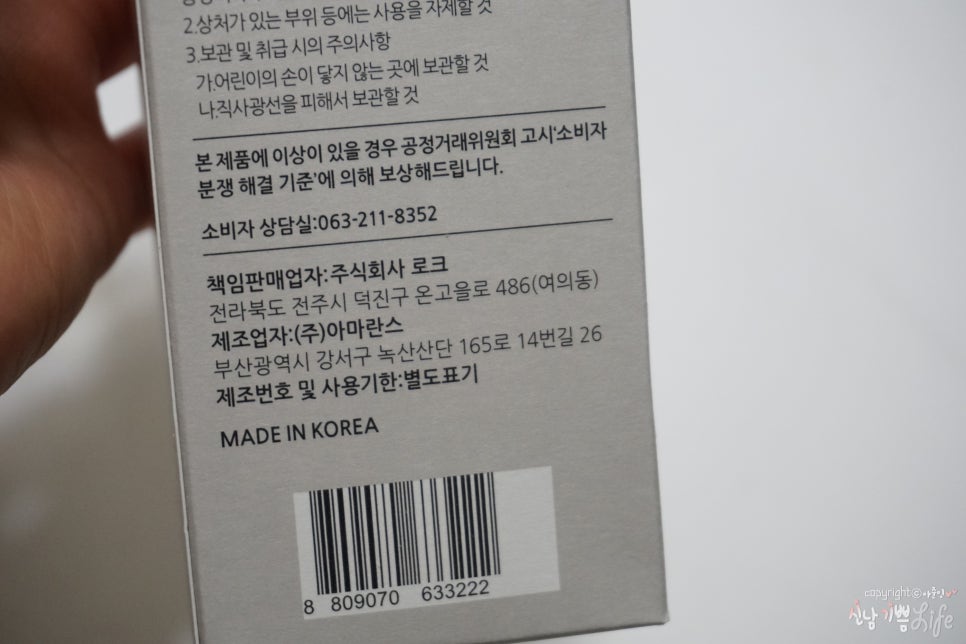 2.상처가 있는 부위 등에는 사용을 자제할 것
3.보관 및 취급 시의 주의사항
가.어린이의 손이 닿지 않는 곳에 보관할 것
나.직사광선을 피해서 보관할 것
본 제품에 이상이 있을 경우 공정거래위원회 고시'소비자
분쟁 해결 기준'에 의해 보상해드립니다.
소비자 상담실:063-211-8352
책임판매업자:주식회사 로크
전라북도 전주시 덕진구 온고을로 486(여의동)
제조업자:(주)아마란스
부산광역시 강서구 녹산산단 165로 14번길 26
제조번호 및 사용기한:별도표기
MADE IN KOREA
8 809070 633222
copyright ⓒ
신남 기쁨 Life